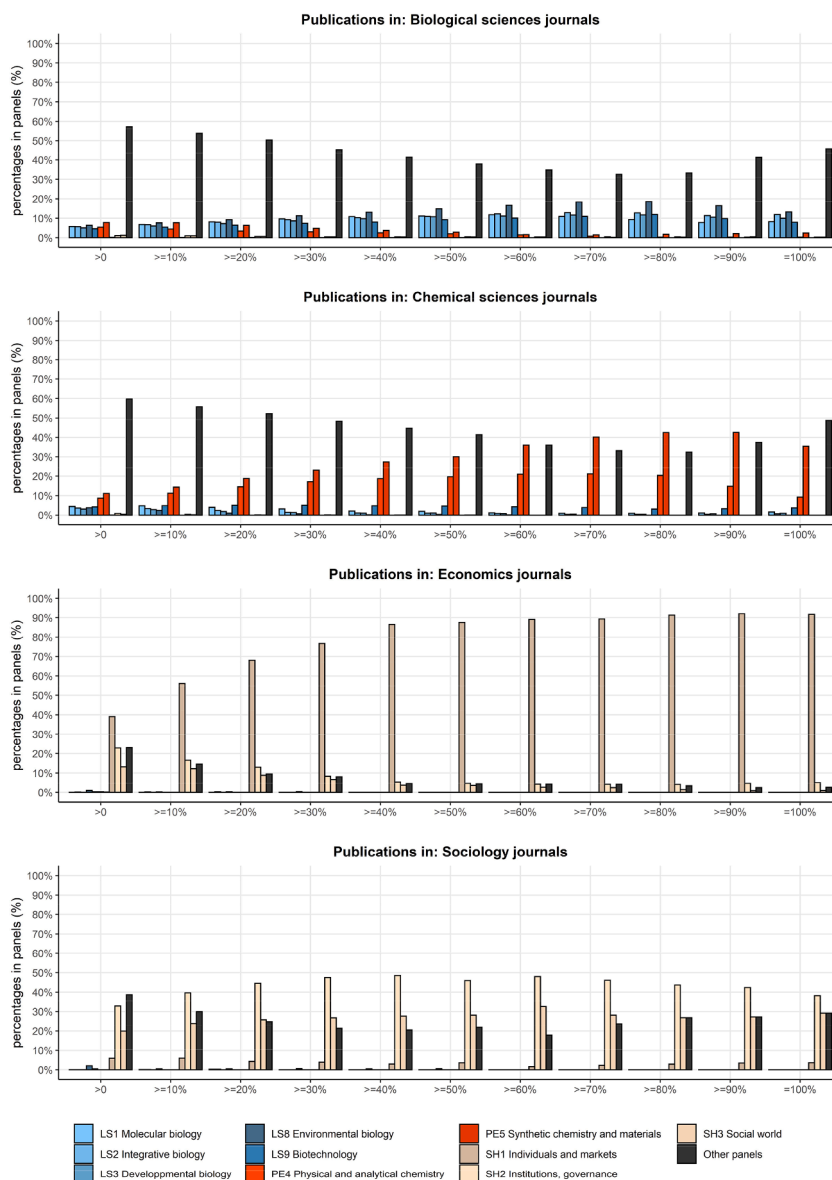 Publications in: Biological sciences journals
percentages in panels (%)
100%
90%
80%
70%
60%
50%
40%
30%
20%
10%
0%
>0 >=10% >=20% >=30% >=40% >=50% >=60% >=70% >=80% >=90% =100%
Publications in: Chemical sciences journals
percentages in panels (%)
100%
90%
80%
70%
60%
50%
40%
30%
20%
10%
0%
>0 >=10% >=20% >=30% >=40% >=50% >=60% >=70% >=80% >=90% =100%
Publications in: Economics journals
percentages in panels (%)
100%
90%
80%
70%
60%
50%
40%
30%
20%
10%
0%
>0 >=10% >=20% >=30% >=40% >=50% >=60% >=70% >=80% >=90% =100%
Publications in: Sociology journals
percentages in panels (%)
100%
90%
80%
70%
60%
50%
40%
30%
20%
10%
0%
>0 >=10% >=20% >=30% >=40% >=50% >=60% >=70% >=80% >=90% =100%
LS1 Molecular biology LS8 Environmental biology PE5 Synthetic chemistry and materials SH3 Social world
LS2 Integrative biology LS9 Biotechnology SH1 Individuals and markets Other panels
LS3 Developpmental biology PE4 Physical and analytical chemistry SH2 Institutions, governance